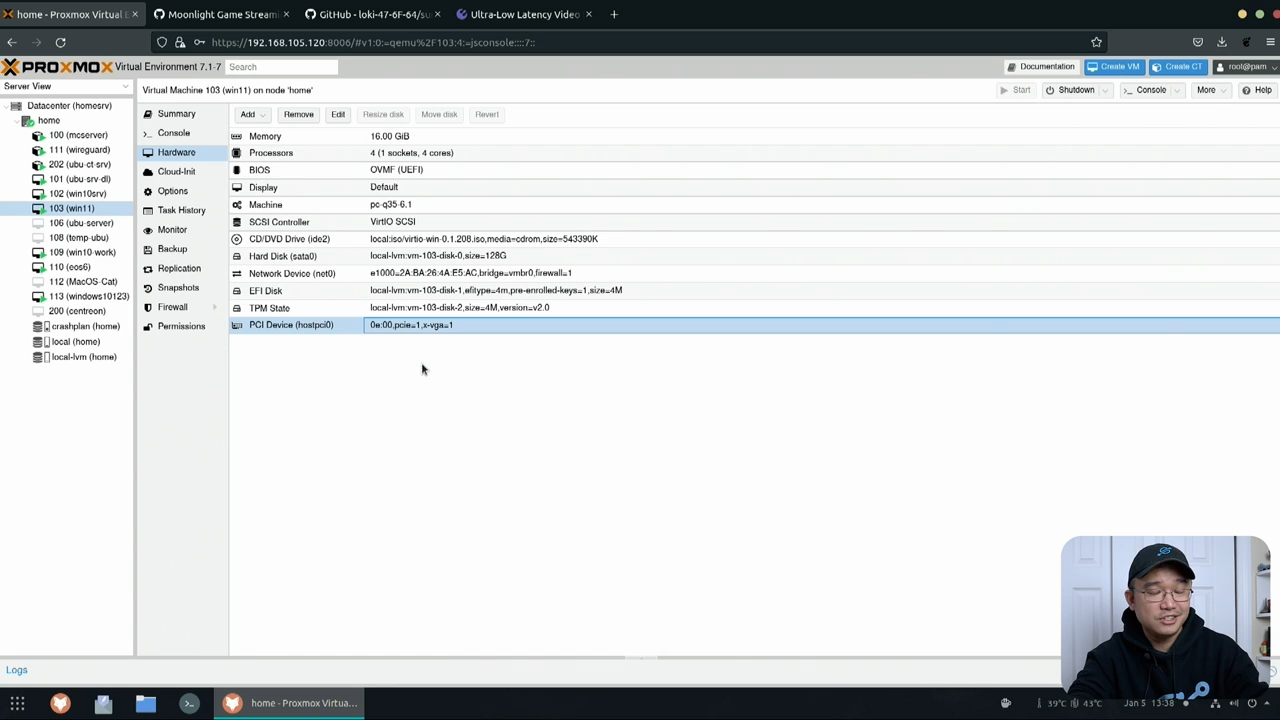 home - Proxmox Virtual E
Moonlight Game Streami
GitHub - loki-47-6F-64/su
Ultra-Low Latency Video
https://192.168.105.120:8006/#v1:0:=qemu%2F103:4:=jsconsole::::7::
PROXMOX Virtual Environment 7.1-7
Search
Documentation
Create VM
Create CT
root@pam
Server View
Virtual Machine 103 (win11) on node 'home'
Start
Shutdown
Console
More
Help
Datacenter (homesrv)
home
100 (mcserver)
111 (wireguard)
202 (ubu-ct-srv)
101 (ubu-srv-dl)
102 (win10srv)
103 (win11)
106 (ubu-server)
108 (temp-ubu)
109 (win10-work)
110 (eos6)
112 (MacOS-Cat)
113 (windows10123)
200 (centreon)
crashplan (home)
local (home)
local-lvm (home)
Summary
Console
Hardware
Cloud-Init
Options
Task History
Monitor
Backup
Replication
Snapshots
Firewall
Permissions
Add
Remove
Edit
Resize disk
Move disk
Revert
Memory 16.00 GiB
Processors 4 (1 sockets, 4 cores)
BIOS OVMF (UEFI)
Display Default
Machine pc-q35-6.1
SCSI Controller VirtIO SCSI
CD/DVD Drive (ide2) local:iso/virtio-win-0.1.208.iso,media=cdrom,size=543390K
Hard Disk (sata0) local-lvm:vm-103-disk-0,size=128G
Network Device (net0) e1000=2A:BA:26:4A:E5:AC,bridge=vmbr0,firewall=1
EFI Disk local-lvm:vm-103-disk-1,efitype=4m,pre-enrolled-keys=1,size=4M
TPM State local-lvm:vm-103-disk-2,size=4M,version=v2.0
PCI Device (hostpci0) 0e:00,pcie=1,x-vga=1
Logs
home - Proxmox Virtua...
39°C
43°C
Jan 5 13:38